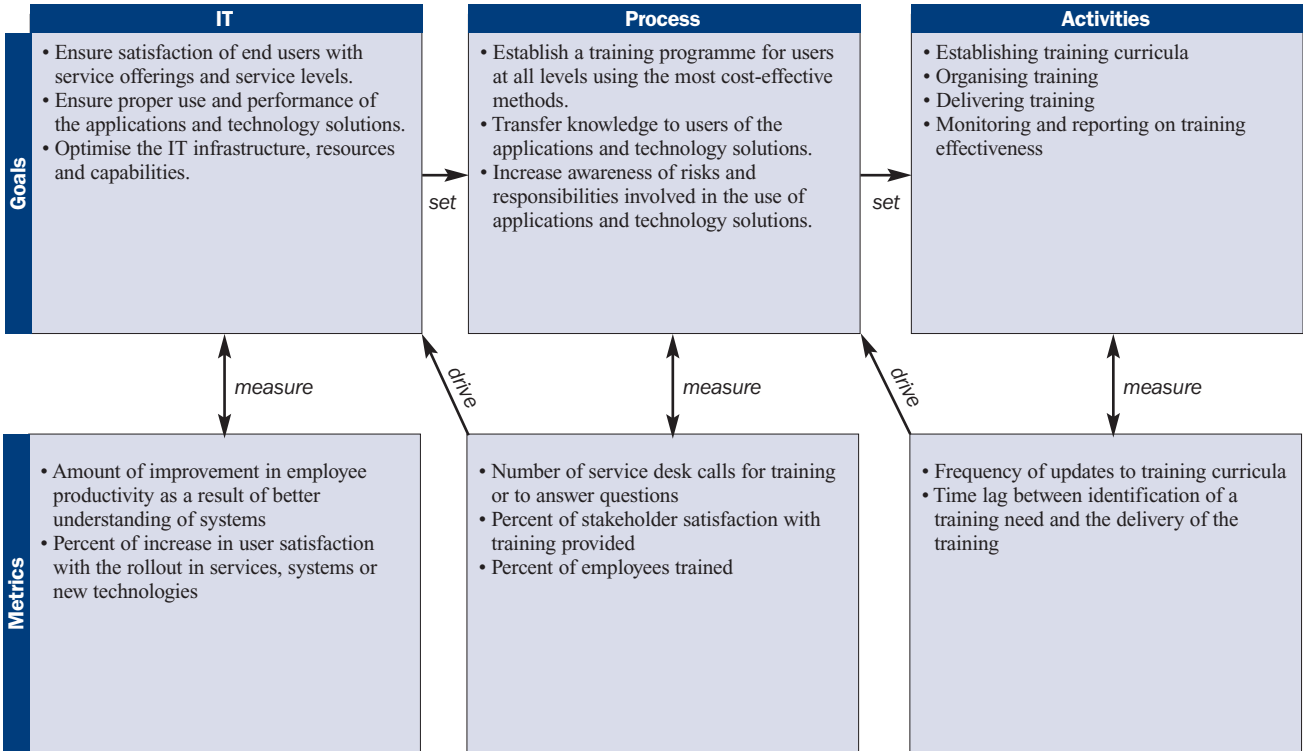 IT
Process
Activities
Goals
• Ensure satisfaction of end users with
service offerings and service levels.
• Ensure proper use and performance of
the applications and technology solutions.
• Optimise the IT infrastructure, resources
and capabilities.
set
• Establish a training programme for users
at all levels using the most cost-effective
methods.
• Transfer knowledge to users of the
applications and technology solutions.
• Increase awareness of risks and
responsibilities involved in the use of
applications and technology solutions.
set
• Establishing training curricula
• Organising training
• Delivering training
• Monitoring and reporting on training
effectiveness
measure
drive
measure
drive
measure
Metrics
• Amount of improvement in employee
productivity as a result of better
understanding of systems
• Percent of increase in user satisfaction
with the rollout in services, systems or
new technologies
• Number of service desk calls for training
or to answer questions
• Percent of stakeholder satisfaction with
training provided
• Percent of employees trained
• Frequency of updates to training curricula
• Time lag between identification of a
training need and the delivery of the
training